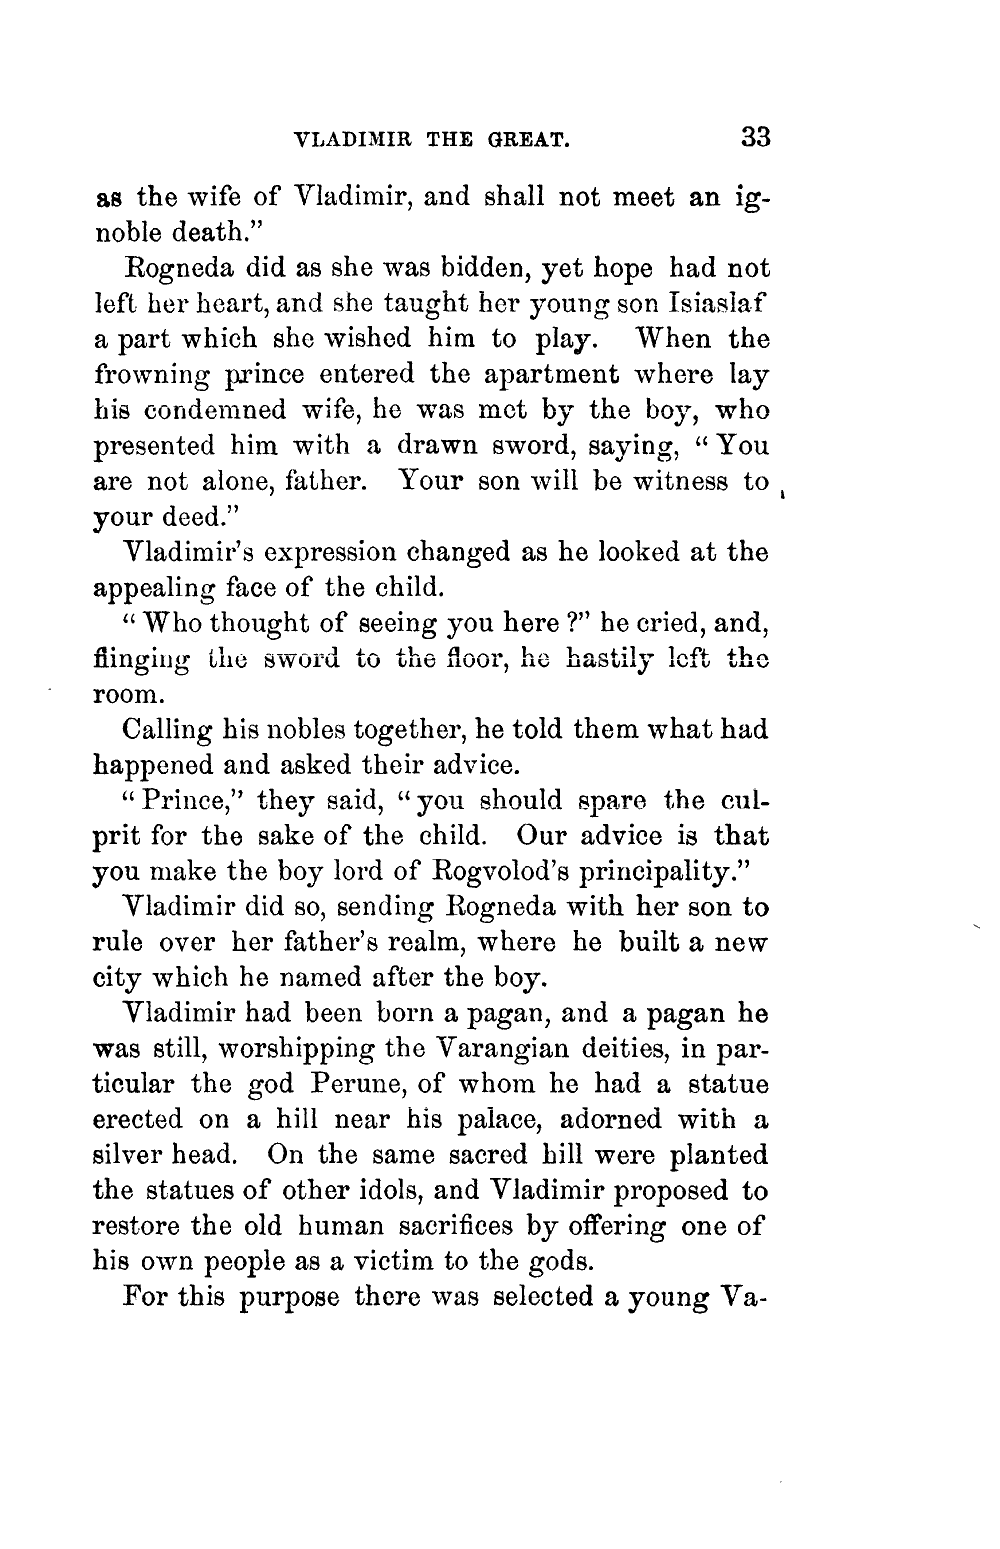 VLADIMIR THE GREAT. 33
as the wife of Vladimir, and shall not meet an ig-
noble death.”
Rogneda did as she was bidden, yet hope had not
left her heart, and she taught her young son Isiaslaf
a part which she wished him to play. When the
frowning prince entered the apartment where lay
his condemned wife, he was met by the boy, who
presented him with a drawn sword, saying, “ You
are not alone, father. Your son will be witness to
your deed.”
Vladimir’s expression changed as he looked at the
appealing face of the child.
“ Who thought of seeing you here ?” he cried, and,
flinging the sword to the floor, he hastily left the
room.
Calling his nobles together, he told them what had
happened and asked their advice.
“ Prince,” they said, “ you should spare the cul-
prit for the sake of the child. Our advice is that
you make the boy lord of Rogvolod’s principality.”
Vladimir did so, sending Rogneda with her son to
rule over her father’s realm, where he built a new
city which he named after the boy.
Vladimir had been born a pagan, and a pagan he
was still, worshipping the Varangian deities, in par-
ticular the god Perune, of whom he had a statue
erected on a hill near his palace, adorned with a
silver head. On the same sacred hill were planted
the statues of other idols, and Vladimir proposed to
restore the old human sacrifices by offering one of
his own people as a victim to the gods.
For this purpose there was selected a young Va-